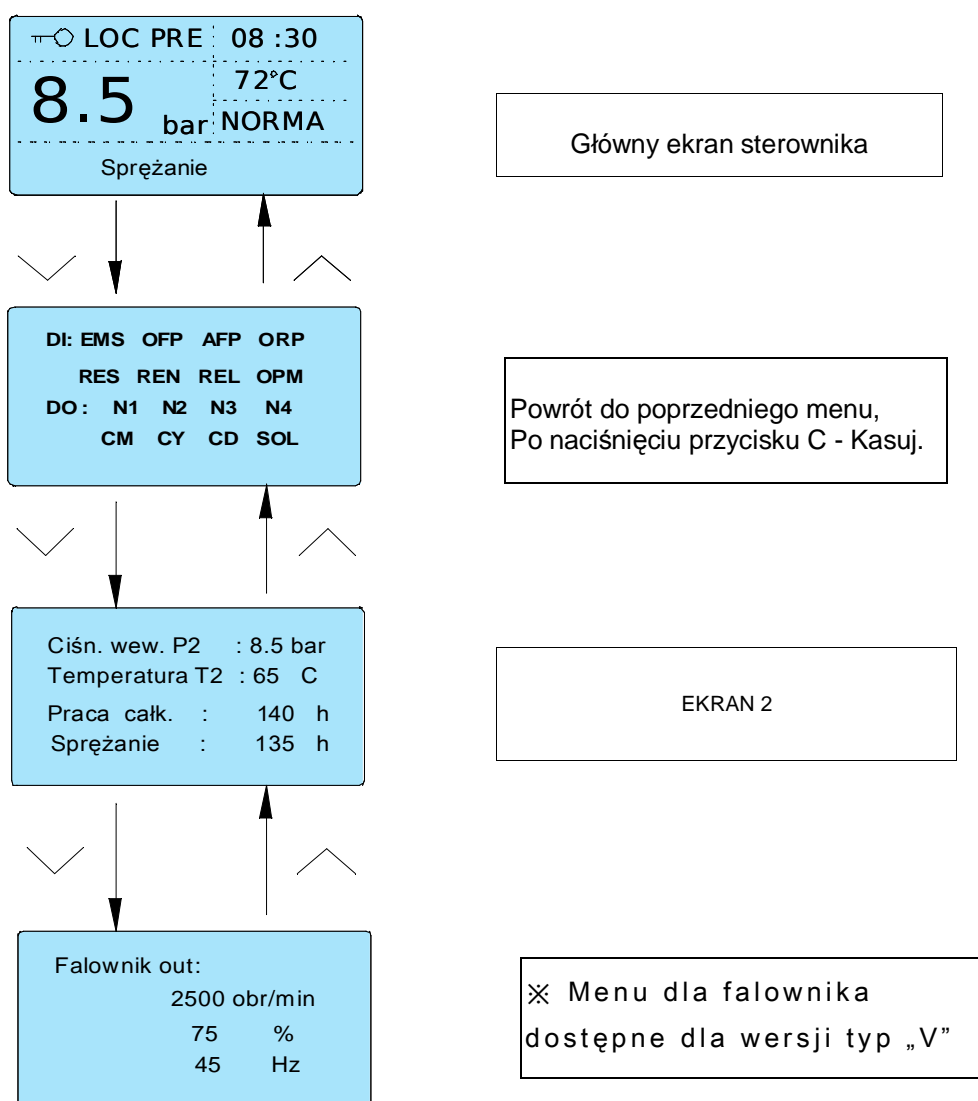 LOC PRE 08 :30
72°C
8.5 bar NORMA
Sprężanie
Główny ekran sterownika
DI: EMS OFP AFP ORP
RES REN REL OPM
DO : N1 N2 N3 N4
CM CY CD SOL
Powrót do poprzedniego menu,
Po naciśnięciu przycisku C - Kasuj.
Ciśn. wew. P2 : 8.5 bar
Temperatura T2 : 65 C
Praca całk. : 140 h
Sprężanie : 135 h
EKRAN 2
Falownik out:
2500 obr/min
75 %
45 Hz
※ Menu dla falownika
dostępne dla wersji typ „V”